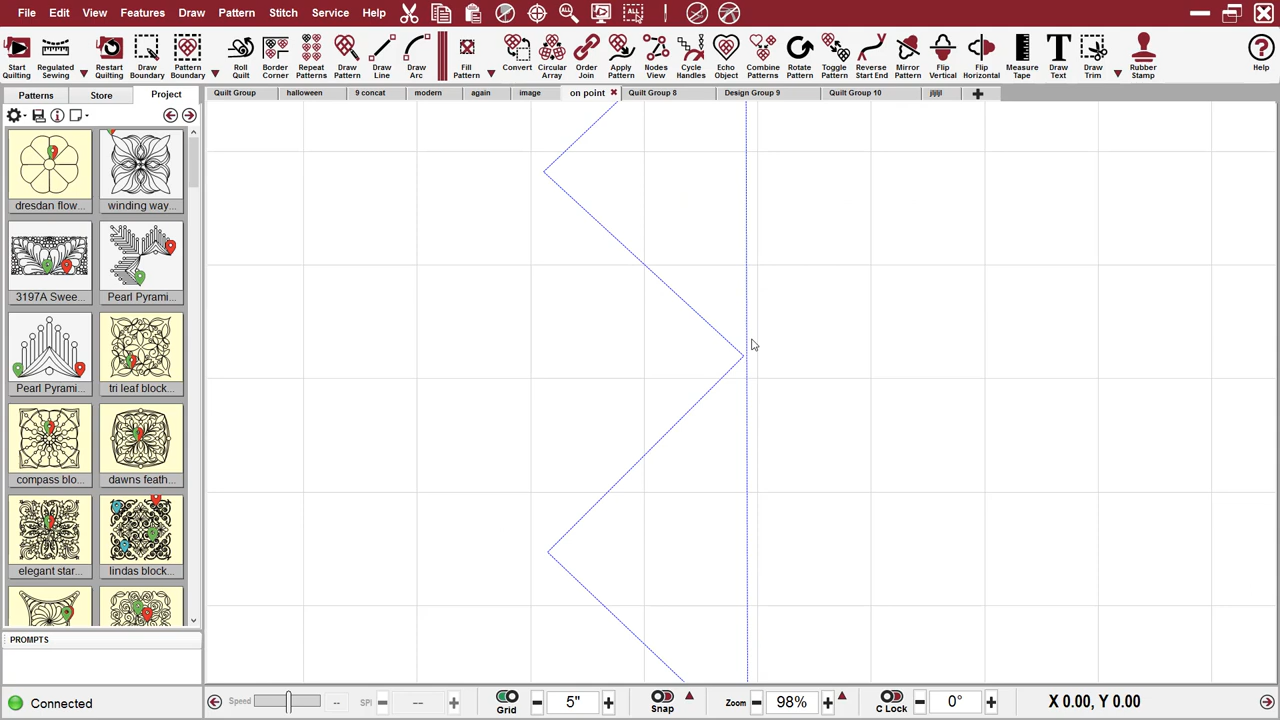 File Edit View Features Draw Pattern Stitch Service Help
ALL
Start Quilting Regulated Sewing Restart Quilting Draw Boundary Pattern Boundary Roll Quilt Border Corner Repeat Patterns Draw Pattern Draw Line Draw Arc Fill Pattern Convert Circular Array Order Join Apply Pattern Nodes View Cycle Handles Echo Object Combine Patterns Rotate Pattern Toggle Pattern Reverse Start End Mirror Pattern Flip Vertical Flip Horizontal Measure Tape Draw Text Draw Trim Rubber Stamp Help
Patterns Store Project
Quilt Group halloween 9 concat modern again image on point Quilt Group 8 Design Group 9 Quilt Group 10 jjjjj
dresdan flow... winding way...
3197A Swee... Pearl Pyrami...
Pearl Pyrami... tri leaf block...
compass blo... dawns feath...
elegant star... lindas block...
PROMPTS
Connected
Speed -- SPI -- Grid 5" Snap Zoom 98% C Lock 0° X 0.00, Y 0.00